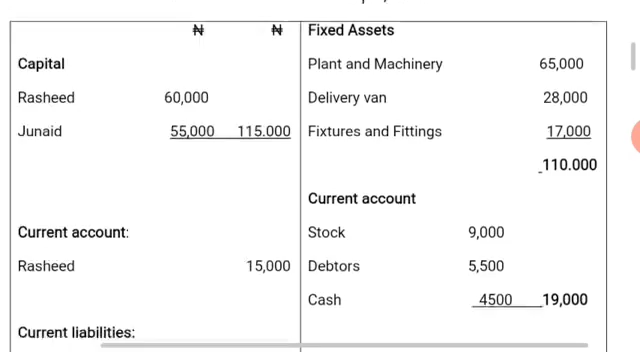 ₦ ₦ Fixed Assets
Capital Plant and Machinery 65,000
Rasheed 60,000 Delivery van 28,000
Junaid 55,000 115.000 Fixtures and Fittings 17,000
110.000
Current account
Current account: Stock 9,000
Rasheed 15,000 Debtors 5,500
Cash 4500 19,000
Current liabilities: